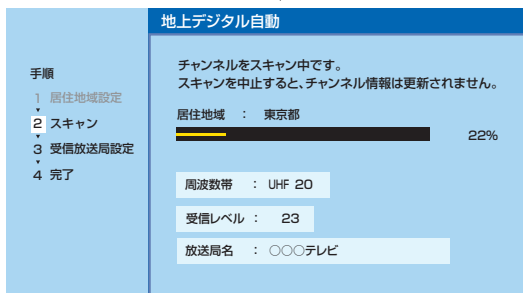 地上デジタル自動
手順
1 居住地域設定
2 スキャン
3 受信放送局設定
4 完了
チャンネルをスキャン中です。
スキャンを中止すると、チャンネル情報は更新されません。
居住地域 ： 東京都
22%
周波数帯 ： UHF 20
受信レベル ： 23
放送局名 ： ○○○テレビ